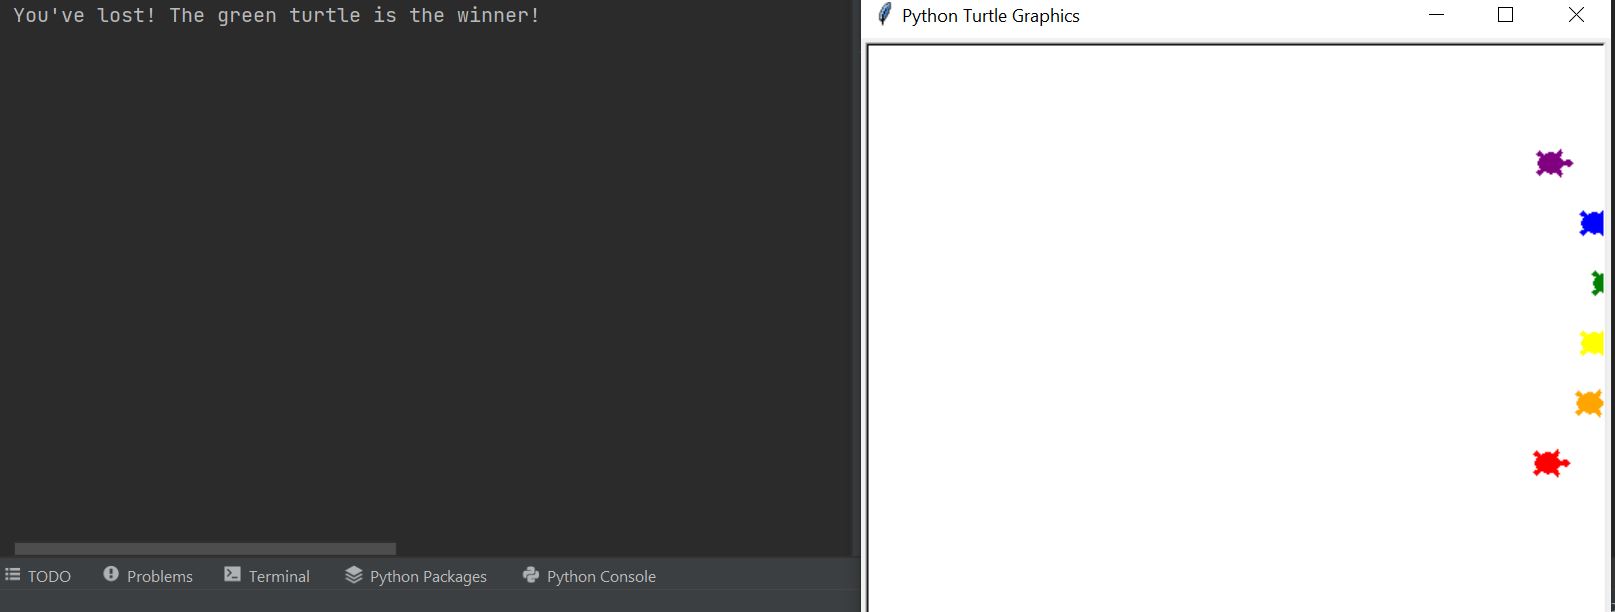 You've lost! The green turtle is the winner!
Python Turtle Graphics
TODO
Problems
Terminal
Python Packages
Python Console